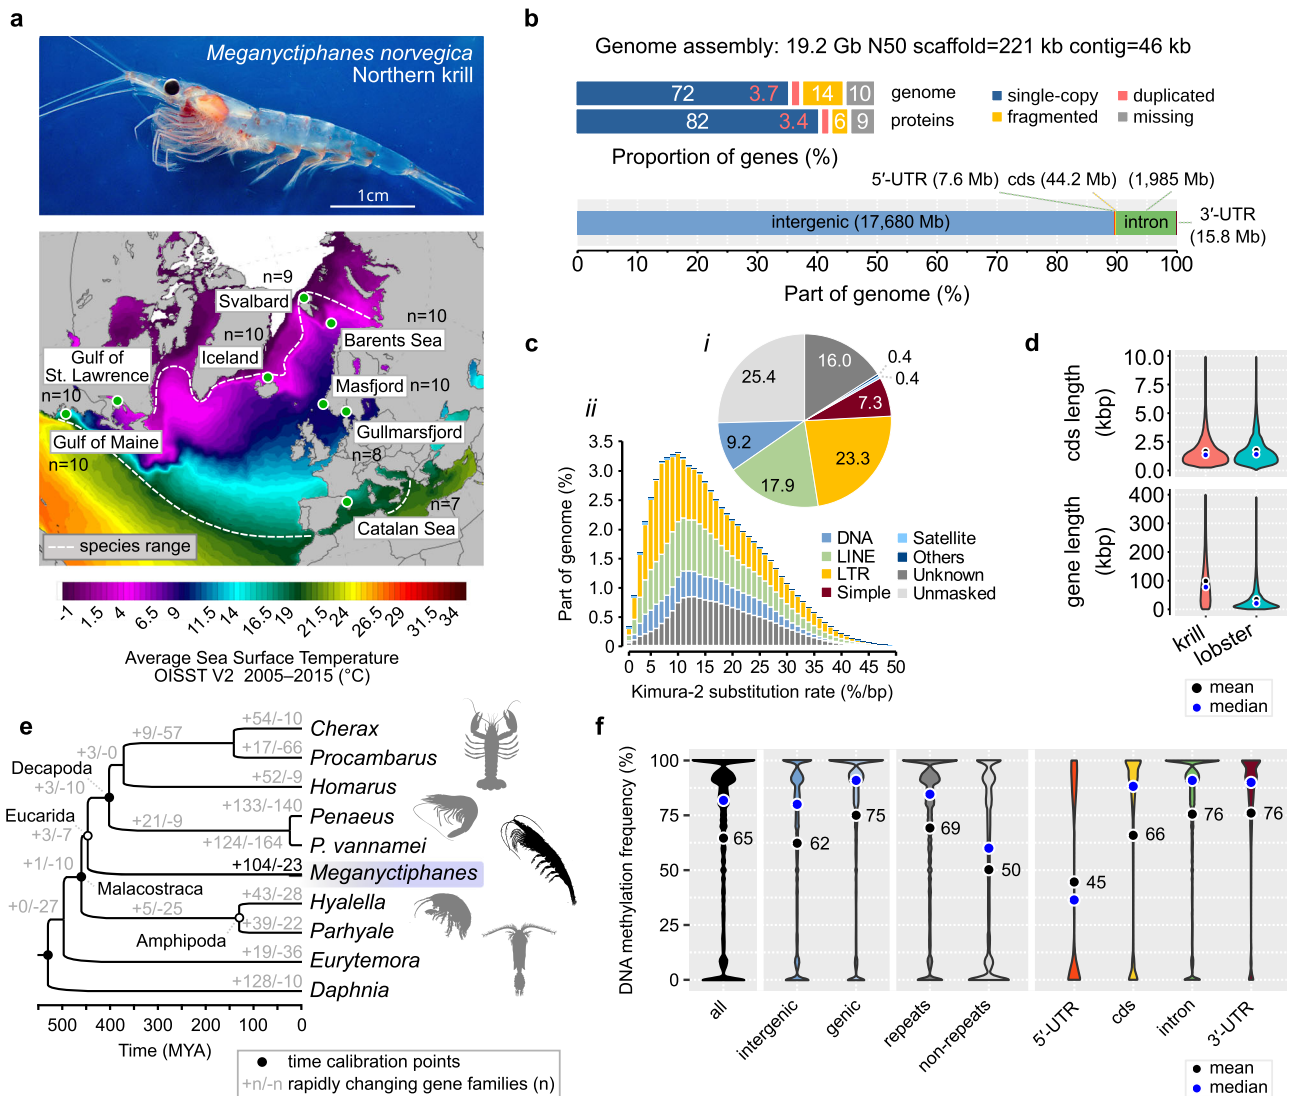 a
Meganyctiphanes norvegica
Northern krill
1cm
n=9
Svalbard
n=10
n=10
Barents Sea
Gulf of
St. Lawrence
Iceland
n=10
Masfjord
n=10
Gulf of Maine
n=10
Gullmarsfjord
n=8
n=7
Catalan Sea
species range
-1 1.5 4 6.5 9 11.5 14 16.5 19 21.5 24 26.5 29 31.5 34
Average Sea Surface Temperature
OISST V2 2005–2015 (°C)
b
Genome assembly: 19.2 Gb N50 scaffold=221 kb contig=46 kb
72 3.7 14 10 genome
82 3.4 6 9 proteins
single-copy duplicated
fragmented missing
Proportion of genes (%)
5′-UTR (7.6 Mb) cds (44.2 Mb) (1,985 Mb)
intergenic (17,680 Mb) intron 3′-UTR
(15.8 Mb)
0 10 20 30 40 50 60 70 80 90 100
Part of genome (%)
c
i
16.0
0.4
0.4
7.3
23.3
17.9
9.2
25.4
ii
3.5
3.0
2.5
2.0
1.5
1.0
0.5
0
Part of genome (%)
0 5 10 15 20 25 30 35 40 45 50
Kimura-2 substitution rate (%/bp)
DNA Satellite
LINE Others
LTR Unknown
Simple Unmasked
d
cds length
(kbp)
10.0
7.5
5.0
2.5
0.0
gene length
(kbp)
400
300
200
100
0
krill lobster
mean
median
e
+54/-10 Cherax
+9/-57
+17/-66 Procambarus
+3/-0
Decapoda
+52/-9 Homarus
+3/-10
+133/-140 Penaeus
Eucarida
+21/-9
+3/-7
+124/-164 P. vannamei
+1/-10
+104/-23 Meganyctiphanes
Malacostraca
+43/-28 Hyalella
+0/-27
+5/-25
+39/-22 Parhyale
Amphipoda
+19/-36 Eurytemora
+128/-10 Daphnia
500 400 300 200 100 0
Time (MYA)
time calibration points
+n/-n rapidly changing gene families (n)
f
DNA methylation frequency (%)
100
75
50
25
0
65
62
75
69
50
45
66
76
76
all intergenic genic repeats non-repeats 5′-UTR cds intron 3′-UTR
mean
median